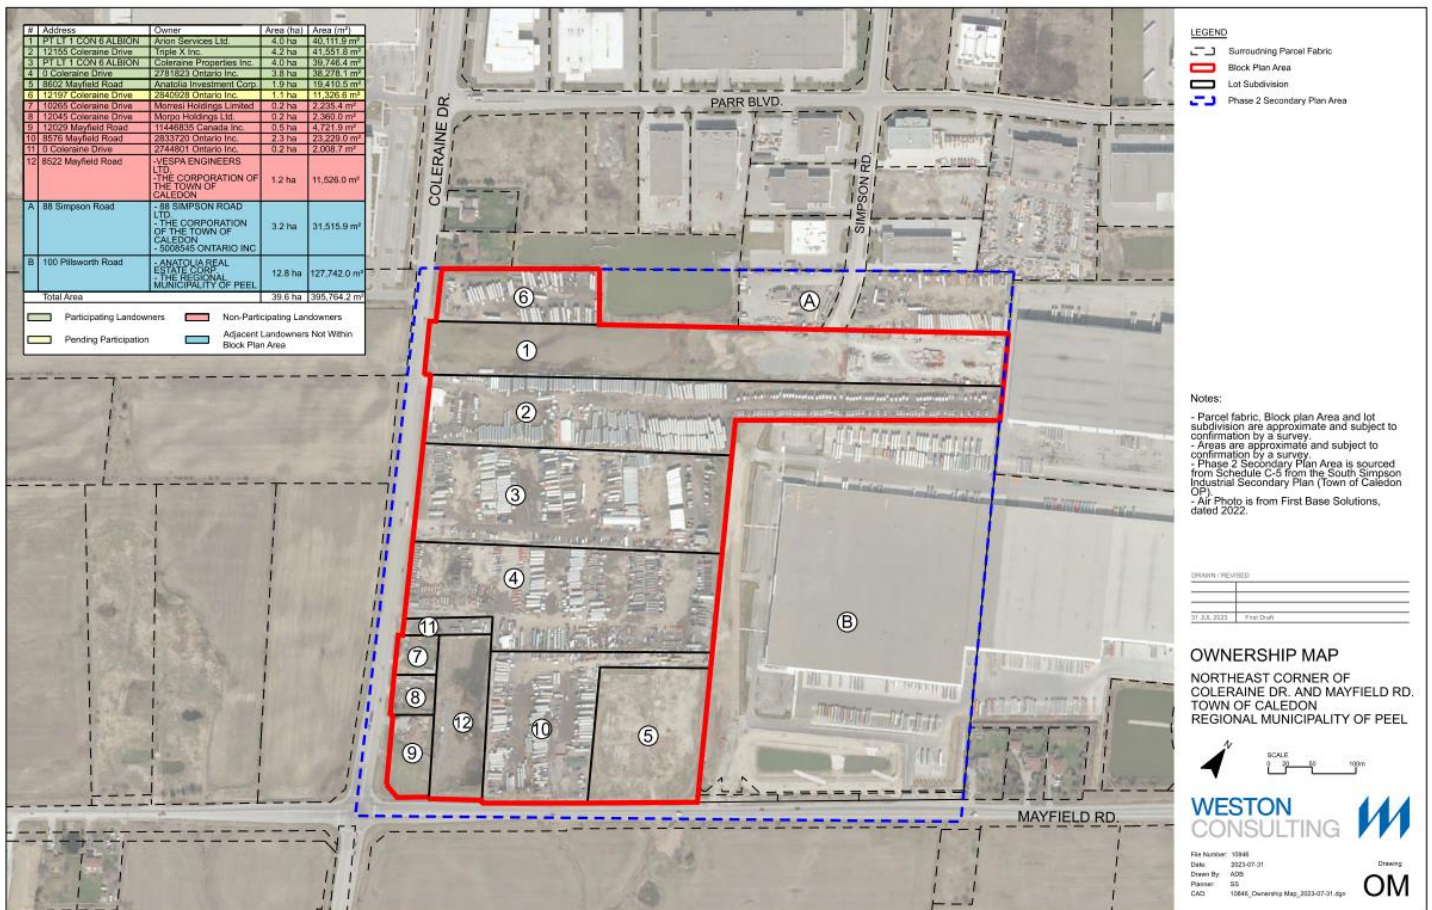 # Address Owner Area (ha) Area (m²)
1 PT LT 1 CON 6 ALBION Arion Services Ltd. 4.0 ha 40,111.9 m²
2 12155 Coleraine Drive Triple X Inc. 4.2 ha 41,551.8 m²
3 PT LT 1 CON 6 ALBION Coleraine Properties Inc. 4.0 ha 39,746.4 m²
4 0 Coleraine Drive 2781823 Ontario Inc. 3.8 ha 38,278.1 m²
5 8602 Mayfield Road Anatolia Investment Corp 1.9 ha 19,410.5 m²
6 12197 Coleraine Drive 2840928 Ontario Inc. 1.1 ha 11,326.6 m²
7 10265 Coleraine Drive Morresi Holdings Limited 0.2 ha 2,235.4 m²
8 12045 Coleraine Drive Morpo Holdings Ltd. 0.2 ha 2,360.0 m²
9 12029 Mayfield Road 11446835 Canada Inc. 0.5 ha 4,721.9 m²
10 8576 Mayfield Road 2833720 Ontario Inc. 2.3 ha 23,229.0 m²
11 0 Coleraine Drive 2744801 Ontario Inc. 0.2 ha 2,008.7 m²
12 8522 Mayfield Road -VESPA ENGINEERS
LTD.
-THE CORPORATION OF
THE TOWN OF
CALEDON
1.2 ha 11,526.0 m²
A 88 Simpson Road - 88 SIMPSON ROAD
LTD.
- THE CORPORATION
OF THE TOWN OF
CALEDON
- 5008545 ONTARIO INC
3.2 ha 31,515.9 m²
B 100 Pillsworth Road - ANATOLIA REAL
ESTATE CORP.
- THE REGIONAL
MUNICIPALITY OF PEEL
12.8 ha 127,742.0 m²
Total Area 39.6 ha 395,764.2 m²
Participating Landowners
Non-Participating Landowners
Pending Participation
Adjacent Landowners Not Within
Block Plan Area
COLERAINE DR.
PARR BLVD.
SIMPSON RD.
6
A
1
2
3
4
11
7
8
9
12
10
5
B
MAYFIELD RD.
LEGEND
Surroudning Parcel Fabric
Block Plan Area
Lot Subdivision
Phase 2 Secondary Plan Area
Notes:
- Parcel fabric, Block plan Area and lot
subdivision are approximate and subject to
confirmation by a survey.
- Areas are approximate and subject to
confirmation by a survey.
- Phase 2 Secondary Plan Area is sourced
from Schedule C-5 from the South Simpson
Industrial Secondary Plan (Town of Caledon
OP).
- Air Photo is from First Base Solutions,
dated 2022.
DRAWN / REVISED
31 JUL 2023 First Draft
OWNERSHIP MAP
NORTHEAST CORNER OF
COLERAINE DR. AND MAYFIELD RD.
TOWN OF CALEDON
REGIONAL MUNICIPALITY OF PEEL
N
SCALE
0 20 50 100m
WESTON
CONSULTING
File Number: 10846
Date: 2023-07-31
Drawn By: ADB
Planner: SS
CAD: 10846_Ownership Map_2023-07-31.dgn
Drawing
OM